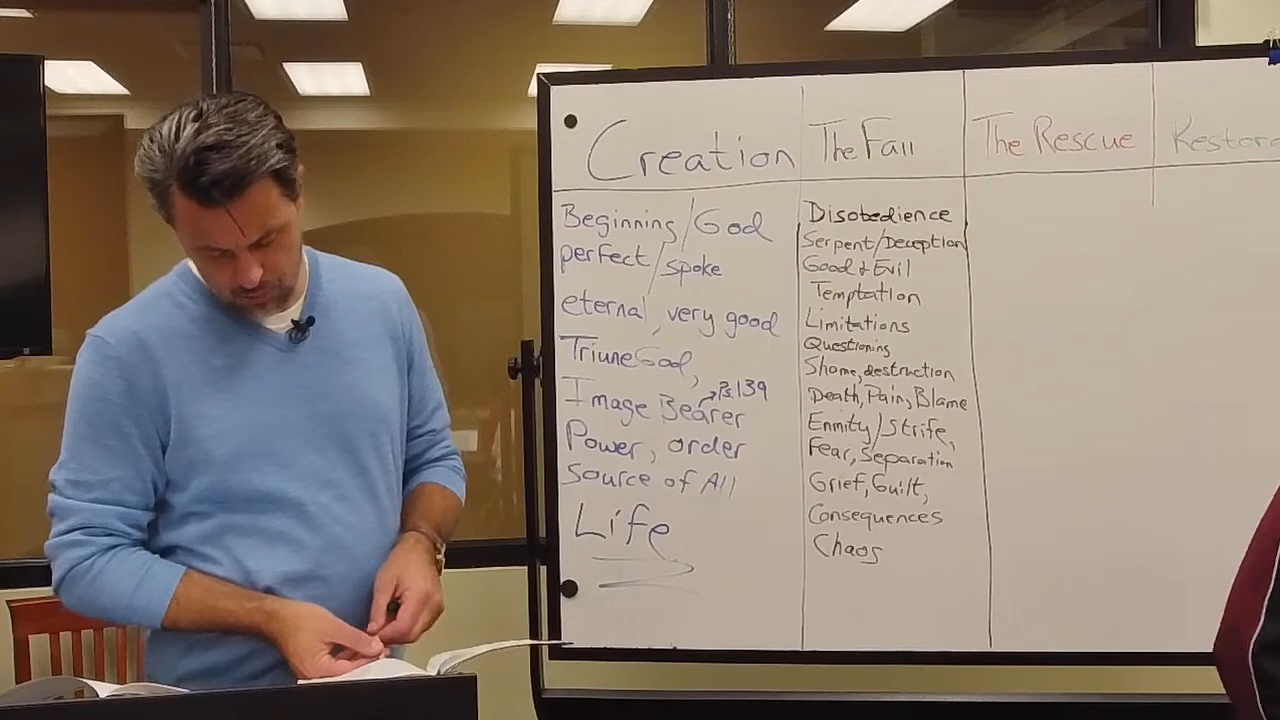 Creation
The Fall
The Rescue
Restora
Beginning/God
perfect/spoke
eternal, very good
Triune God,
→Ps.139
Image Bearer
Power, order
Source of All
Life
Disobedience
Serpent/Deception
Good & Evil
Temptation
Limitations
Questioning
Shame, destruction
Death, Pain, Blame
Enmity/Strife,
Fear, Separation
Grief, Guilt,
Consequences
Chaos